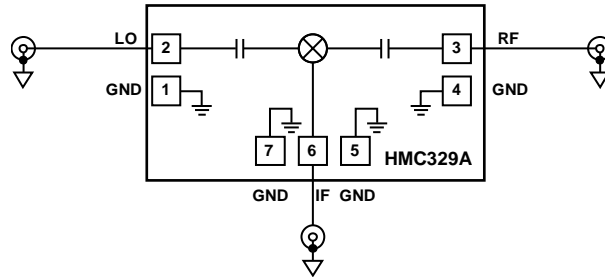 LO 2 3 RF
GND 1 4 GND
7 6 5
HMC329A
GND IF GND